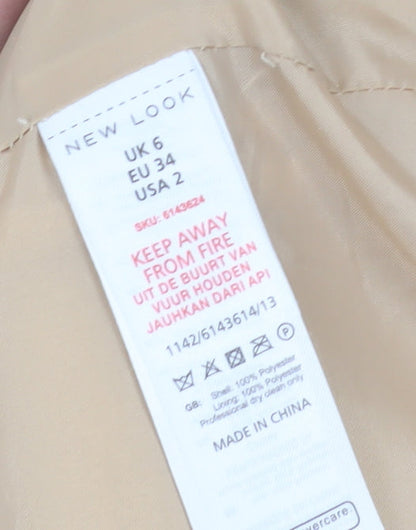 NEW LOOK
UK 6
EU 34
USA 2
SKU: 6143624
KEEP AWAY
FROM FIRE
UIT DE BUURT VAN
VUUR HOUDEN
JAUHKAN DARI API
1142/6143614/13
P
GB: Shell: 100% Polyester
Lining: 100% Polyester
Professional dry clean only
MADE IN CHINA